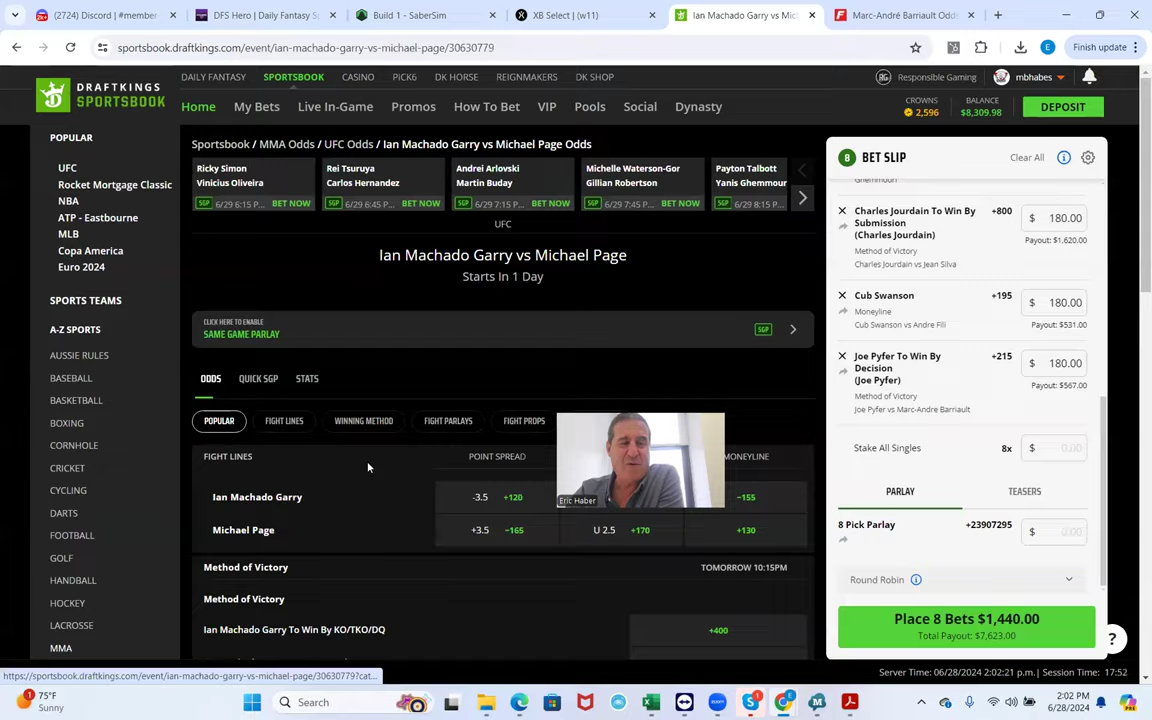 (2724) Discord | #member
DFS Hero | Daily Fantasy S
Build 1 - SaberSim
XB Select | (w11)
Ian Machado Garry vs Mic
Marc-André Barriault Odd
sportsbook.draftkings.com/event/ian-machado-garry-vs-michael-page/30630779
E
Finish update
DRAFTKINGS
SPORTSBOOK
DAILY FANTASY
SPORTSBOOK
CASINO
PICK6
DK HORSE
REIGNMAKERS
DK SHOP
RG
Responsible Gaming
mbhabes
Home
My Bets
Live In-Game
Promos
How To Bet
VIP
Pools
Social
Dynasty
CROWNS
2,596
BALANCE
$8,309.98
DEPOSIT
POPULAR
UFC
Rocket Mortgage Classic
NBA
ATP - Eastbourne
MLB
Copa America
Euro 2024
SPORTS TEAMS
A-Z SPORTS
AUSSIE RULES
BASEBALL
BASKETBALL
BOXING
CORNHOLE
CRICKET
CYCLING
DARTS
FOOTBALL
GOLF
HANDBALL
HOCKEY
LACROSSE
MMA
Sportsbook / MMA Odds / UFC Odds / Ian Machado Garry vs Michael Page Odds
Ricky Simon
Vinicius Oliveira
SGP 6/29 6:15 P... BET NOW
Rei Tsuruya
Carlos Hernandez
SGP 6/29 6:45 P... BET NOW
Andrei Arlovski
Martin Buday
SGP 6/29 7:15 P... BET NOW
Michelle Waterson-Gor
Gillian Robertson
SGP 6/29 7:45 P... BET NOW
Payton Talbott
Yanis Ghemmour
SGP 6/29 8:15 P...
UFC
Ian Machado Garry vs Michael Page
Starts In 1 Day
CLICK HERE TO ENABLE
SAME GAME PARLAY
SGP
ODDS
QUICK SGP
STATS
POPULAR
FIGHT LINES
WINNING METHOD
FIGHT PARLAYS
FIGHT PROPS
FIGHT LINES
POINT SPREAD
MONEYLINE
Ian Machado Garry
-3.5 +120
−155
Michael Page
+3.5 −165
U 2.5 +170
+130
Eric Haber
Method of Victory
TOMORROW 10:15PM
Method of Victory
Ian Machado Garry To Win By KO/TKO/DQ
+400
8
BET SLIP
Clear All
Ghemmouri
Charles Jourdain To Win By
Submission
(Charles Jourdain)
+800
$ 180.00
Payout: $1,620.00
Method of Victory
Charles Jourdain vs Jean Silva
Cub Swanson
+195
$ 180.00
Moneyline
Payout: $531.00
Cub Swanson vs Andre Fili
Joe Pyfer To Win By
Decision
(Joe Pyfer)
+215
$ 180.00
Payout: $567.00
Method of Victory
Joe Pyfer vs Marc-Andre Barriault
Stake All Singles
8x
$ 0.00
PARLAY
TEASERS
8 Pick Parlay
+23907295
$ 0.00
Round Robin
Place 8 Bets $1,440.00
Total Payout: $7,623.00
?
https://sportsbook.draftkings.com/event/ian-machado-garry-vs-michael-page/30630779?cat...
Server Time: 06/28/2024 2:02:21 p.m.| Session Time: 17:52
1
75°F
Sunny
Search
2:02 PM
6/28/2024